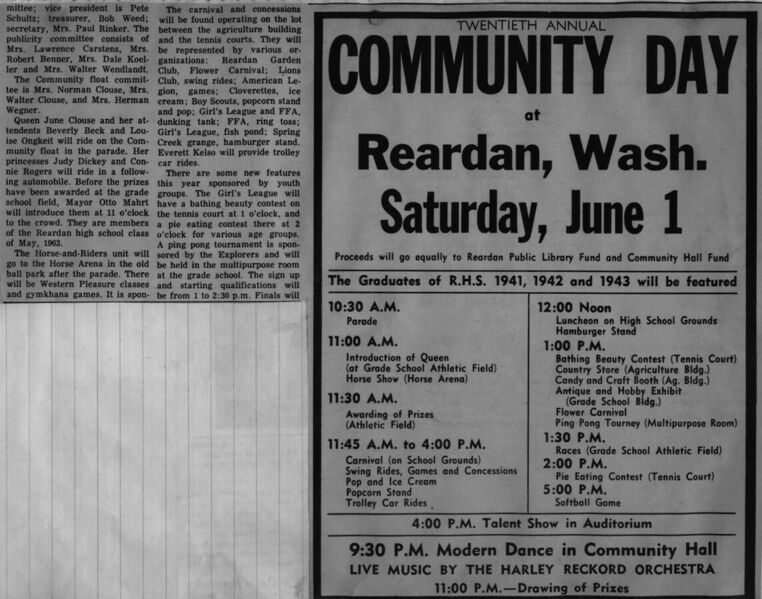 mittee; vice president is Pete
Schultz; treasurer, Bob Weed;
secretary, Mrs. Paul Rinker. The
publicity committee consists of
Mrs. Lawrence Carstens, Mrs.
Robert Benner, Mrs. Dale Koel-
ler and Mrs. Walter Wendlandt.
The Community float commit-
tee is Mrs. Norman Clouse, Mrs.
Walter Clouse, and Mrs. Herman
Wegner.
Queen June Clouse and her at-
tendents Beverly Beck and Lou-
ise Ongkeit will ride on the Com-
munity float in the parade. Her
princesses Judy Dickey and Con-
nie Rogers will ride in a follow-
ing automobile. Before the prizes
have been awarded at the grade
school field, Mayor Otto Mahrt
will introduce them at 11 o'clock
to the crowd. They are members
of the Reardan high school class
of May, 1963.
The Horse-and-Riders unit will
go to the Horse Arena in the old
ball park after the parade. There
will be Western Pleasure classes
and gymkhana games. It is spon-
The carnival and concessions
will be found operating on the lot
between the agriculture building
and the tennis courts. They will
be represented by various or-
ganizations: Reardan Garden
Club, Flower Carnival; Lions
Club, swing rides; American Le-
gion, games; Cloverettes, ice
cream; Boy Scouts, popcorn stand
and pop; Girl's League and FFA,
dunking tank; FFA, ring toss;
Girl's League, fish pond; Spring
Creek grange, hamburger stand.
Everett Kelso will provide trolley
car rides.
There are some new features
this year sponsored by youth
groups. The Girl's League will
have a bathing beauty contest on
the tennis court at 1 o'clock, and
a pie eating contest there at 2
o'clock for various age groups.
A ping pong tournament is spon-
sored by the Explorers and will
be held in the multipurpose room
at the grade school. The sign up
and starting qualifications will
be from 1 to 2:30 p.m. Finals will
TWENTIETH ANNUAL
COMMUNITY DAY
at
Reardan, Wash.
Saturday, June 1
Proceeds will go equally to Reardan Public Library Fund and Community Hall Fund
The Graduates of R.H.S. 1941, 1942 and 1943 will be featured
10:30 A.M.
Parade
11:00 A.M.
Introduction of Queen
(at Grade School Athletic Field)
Horse Show (Horse Arena)
11:30 A.M.
Awarding of Prizes
(Athletic Field)
11:45 A.M. to 4:00 P.M.
Carnival (on School Grounds)
Swing Rides, Games and Concessions
Pop and Ice Cream
Popcorn Stand
Trolley Car Rides
12:00 Noon
Luncheon on High School Grounds
Hamburger Stand
1:00 P.M.
Bathing Beauty Contest (Tennis Court)
Country Store (Agriculture Bldg.)
Candy and Craft Booth (Ag. Bldg.)
Antique and Hobby Exhibit
(Grade School Bldg.)
Flower Carnival
Ping Pong Tourney (Multipurpose Room)
1:30 P.M.
Races (Grade School Athletic Field)
2:00 P.M.
Pie Eating Contest (Tennis Court)
5:00 P.M.
Softball Game
4:00 P.M. Talent Show in Auditorium
9:30 P.M. Modern Dance in Community Hall
LIVE MUSIC BY THE HARLEY RECKORD ORCHESTRA
11:00 P.M.—Drawing of Prizes